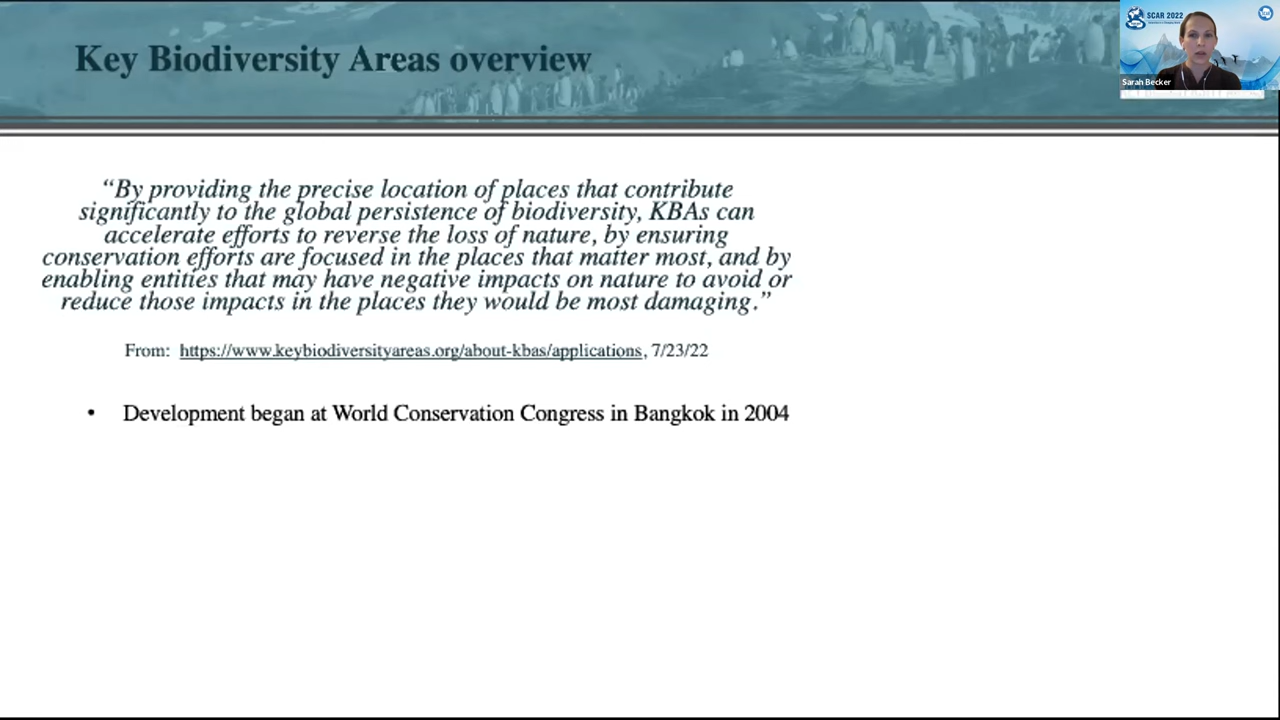 Key Biodiversity Areas overview
SCAR 2022
Sarah Becker
“By providing the precise location of places that contribute
significantly to the global persistence of biodiversity, KBAs can
accelerate efforts to reverse the loss of nature, by ensuring
conservation efforts are focused in the places that matter most, and by
enabling entities that may have negative impacts on nature to avoid or
reduce those impacts in the places they would be most damaging.”
From: https://www.keybiodiversityareas.org/about-kbas/applications, 7/23/22
• Development began at World Conservation Congress in Bangkok in 2004